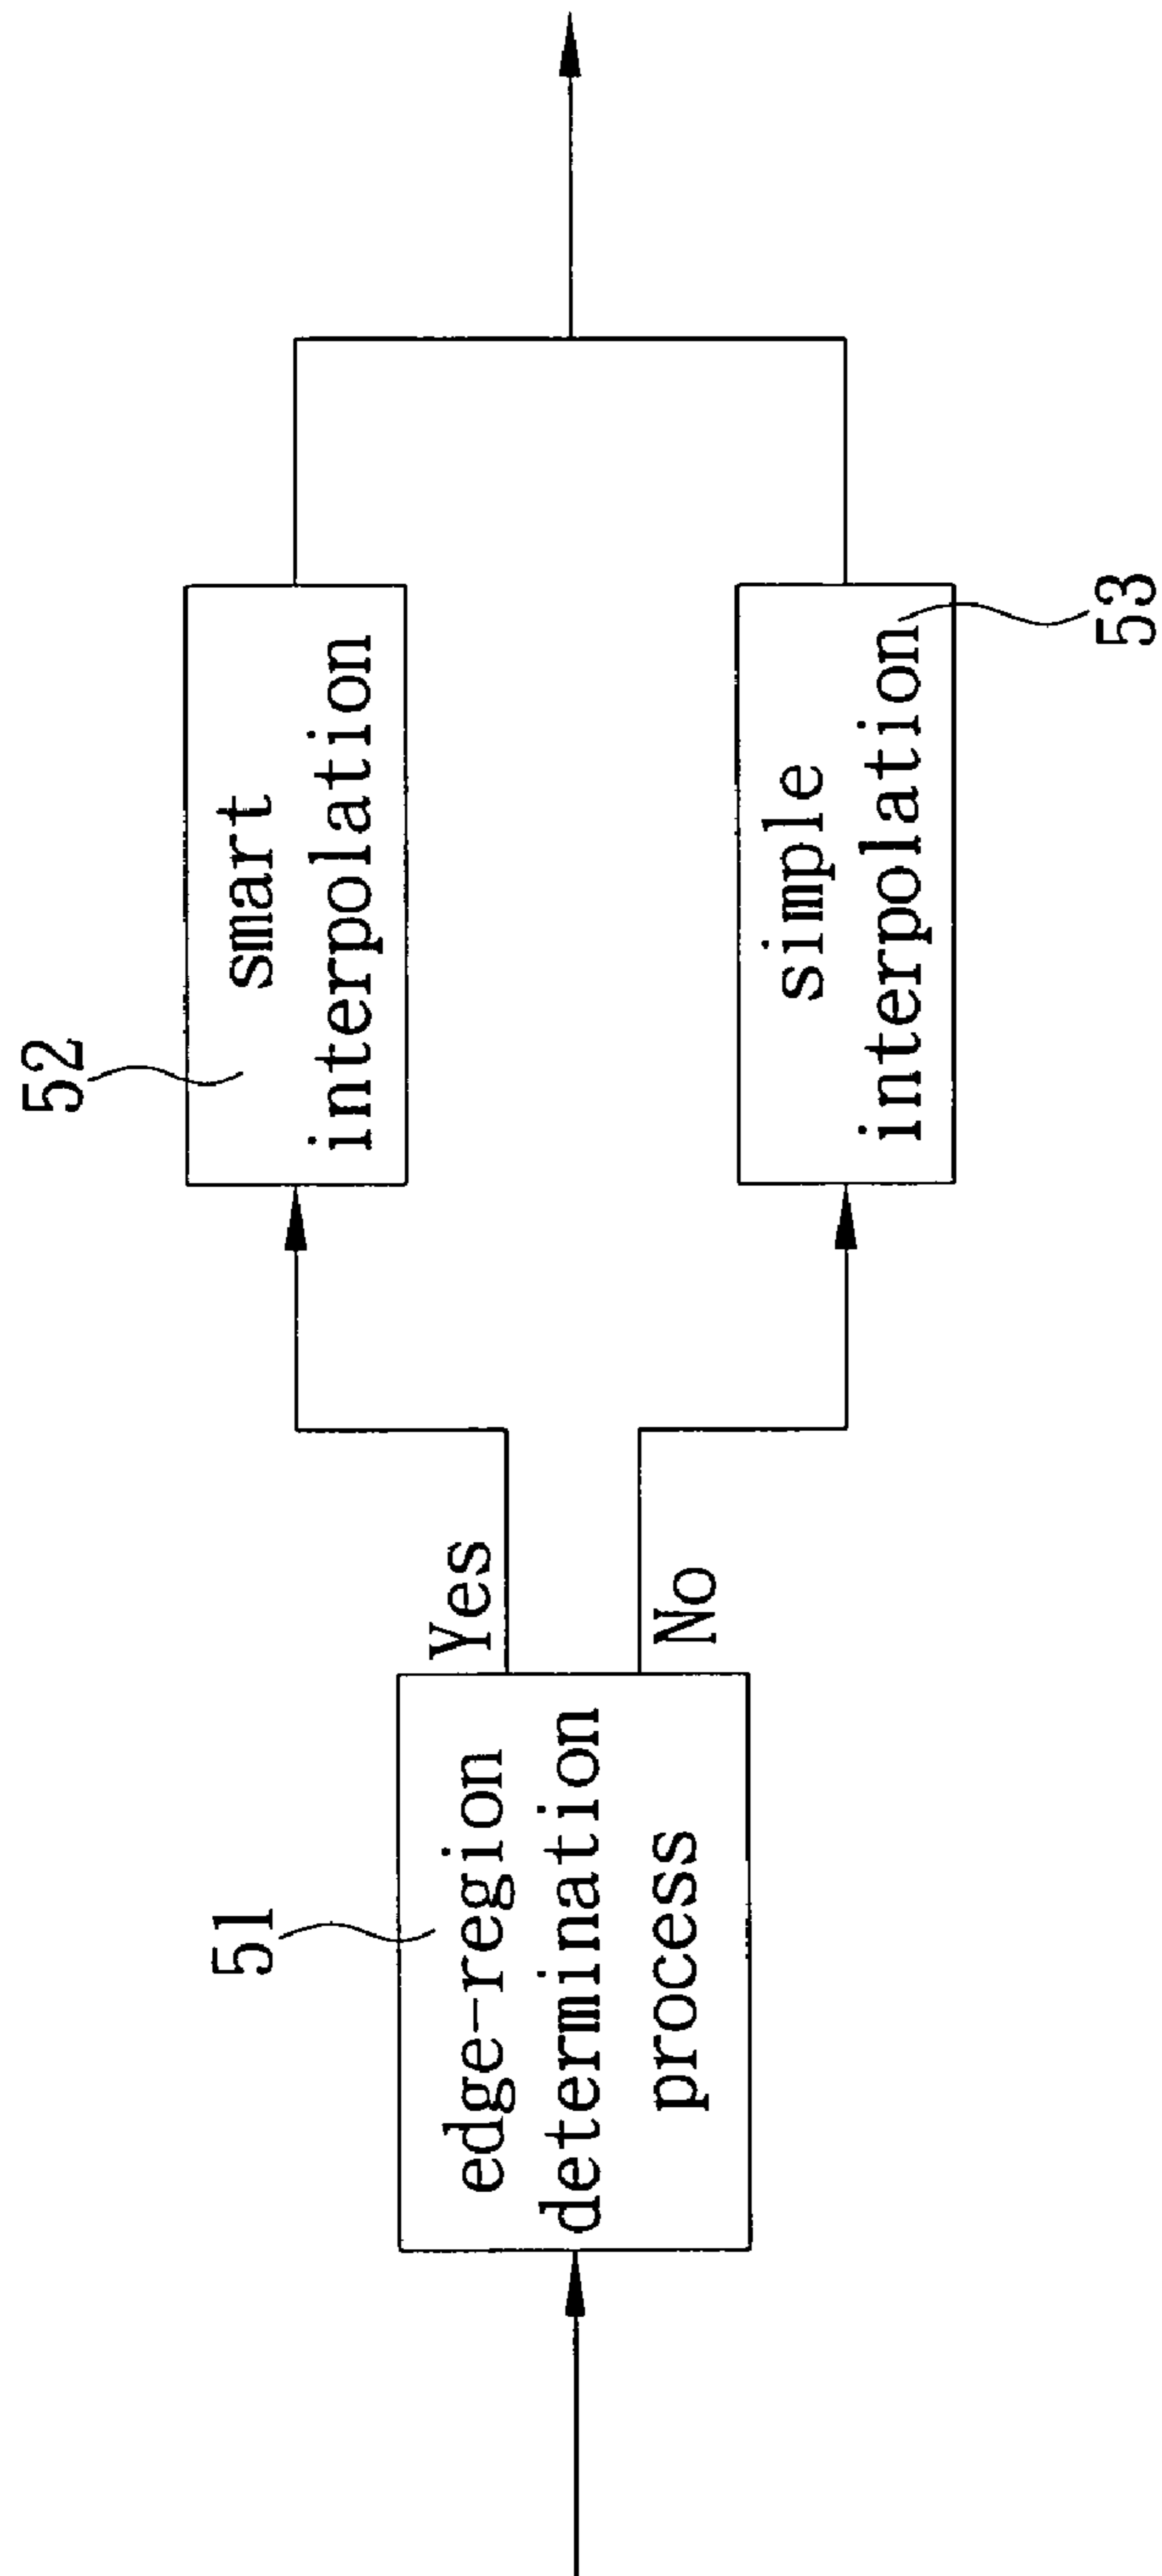 51
edge-region
determination
process
Yes
No
52
smart
interpolation
simple
interpolation
53